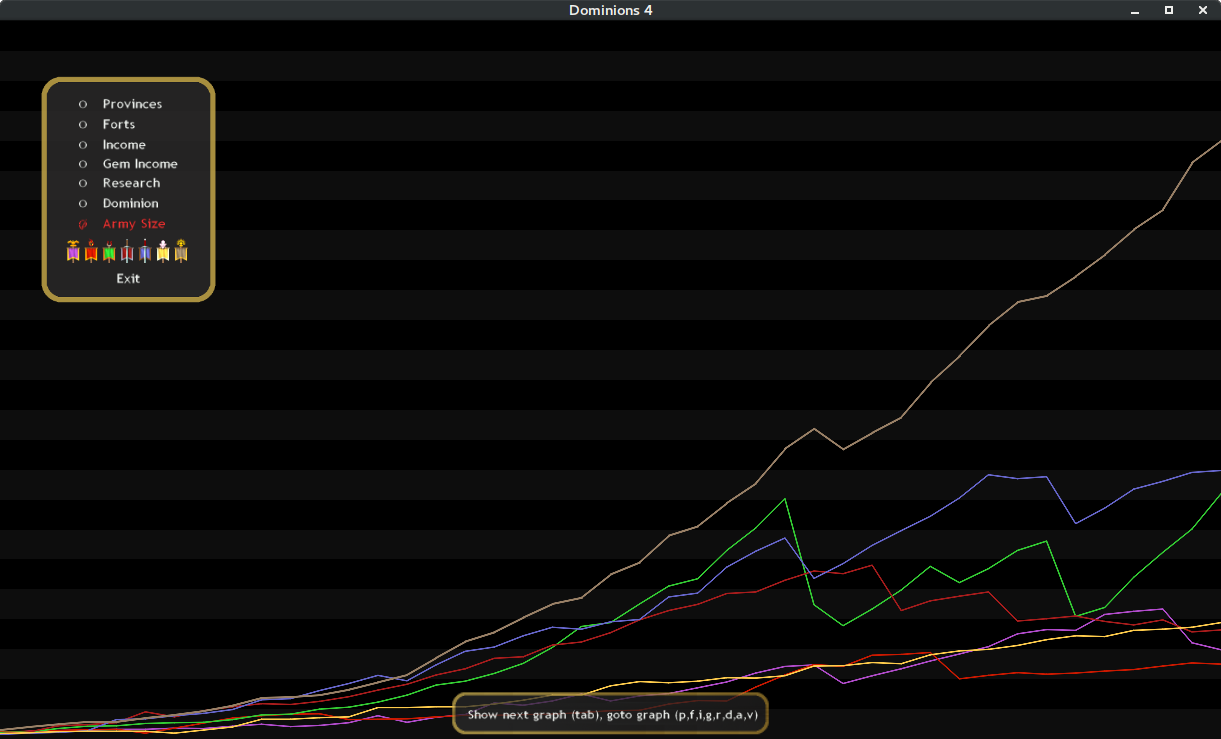 Dominions 4
Provinces
Forts
Income
Gem Income
Research
Dominion
Army Size
Exit
Show next graph (tab), goto graph (p,f,i,g,r,d,a,v)